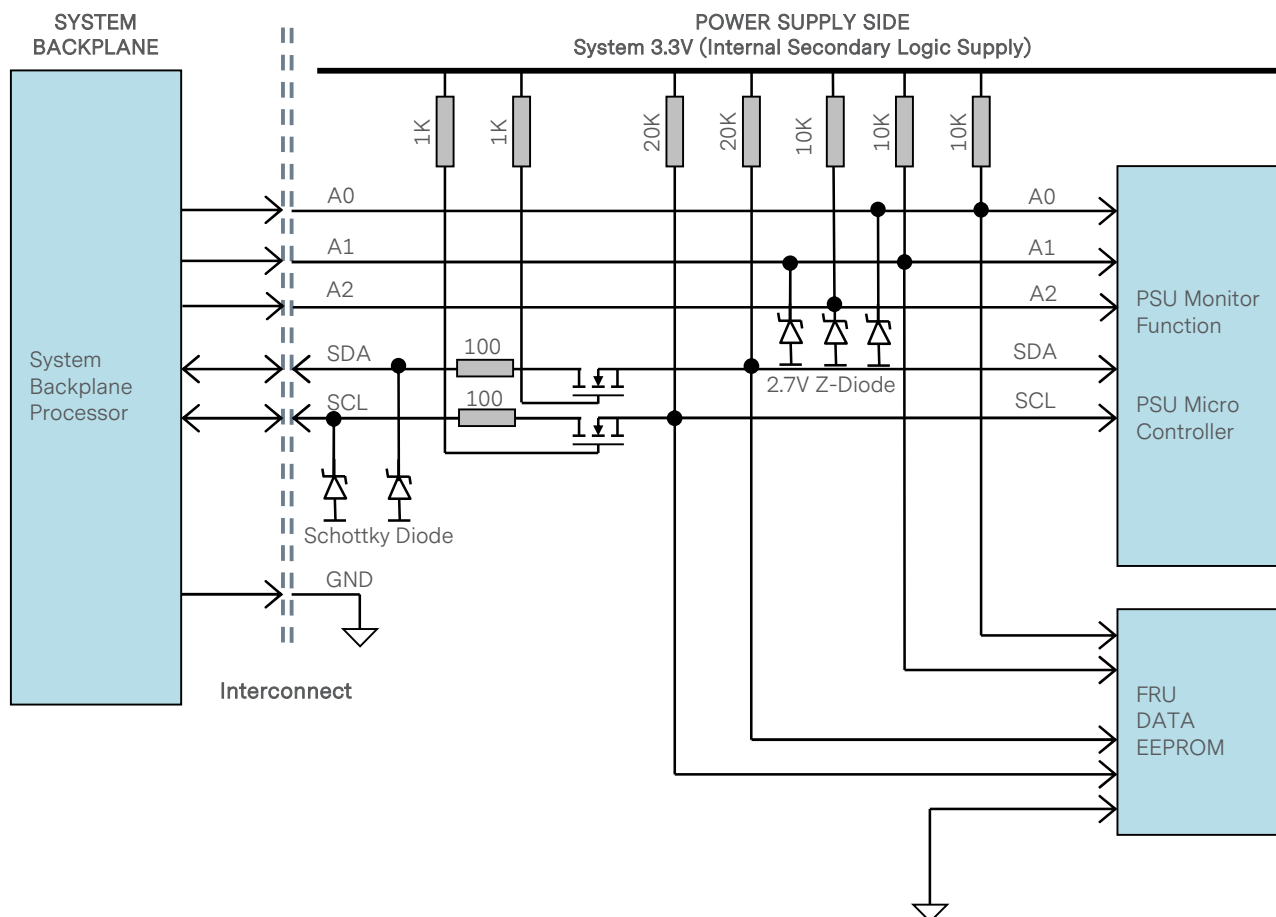 SYSTEM
BACKPLANE
POWER SUPPLY SIDE
System 3.3V (Internal Secondary Logic Supply)
1K
1K
20K
20K
10K
10K
10K
A0
A0
A1
A1
A2
A2
PSU Monitor
Function
SDA
100
SDA
System
Backplane
Processor
2.7V Z-Diode
SCL
100
SCL
PSU Micro
Controller
Schottky Diode
GND
Interconnect
FRU
DATA
EEPROM